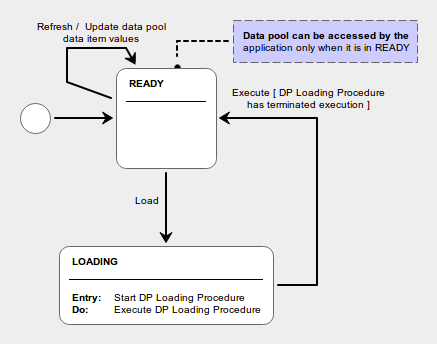 Refresh / Update data pool
data item values
Data pool can be accessed by the
application only when it is in READY
READY
Execute [ DP Loading Procedure
has terminated execution ]
Load
LOADING
Entry: Start DP Loading Procedure
Do: Execute DP Loading Procedure